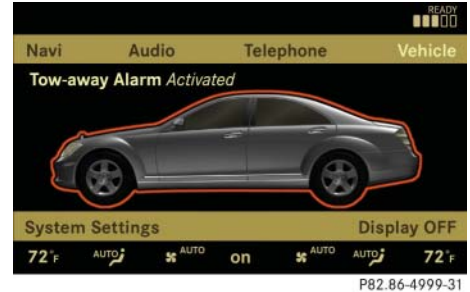 READY
Navi Audio Telephone Vehicle
Tow-away Alarm Activated
System Settings Display OFF
72°F AUTO AUTO on AUTO AUTO 72°F
P82.86-4999-31